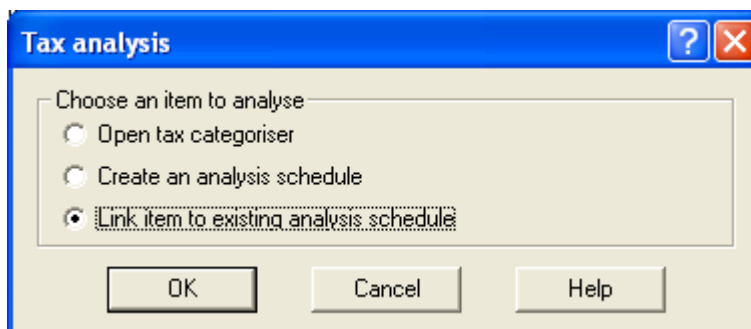 Tax analysis
Choose an item to analyse
Open tax categoriser
Create an analysis schedule
Link item to existing analysis schedule
OK Cancel Help